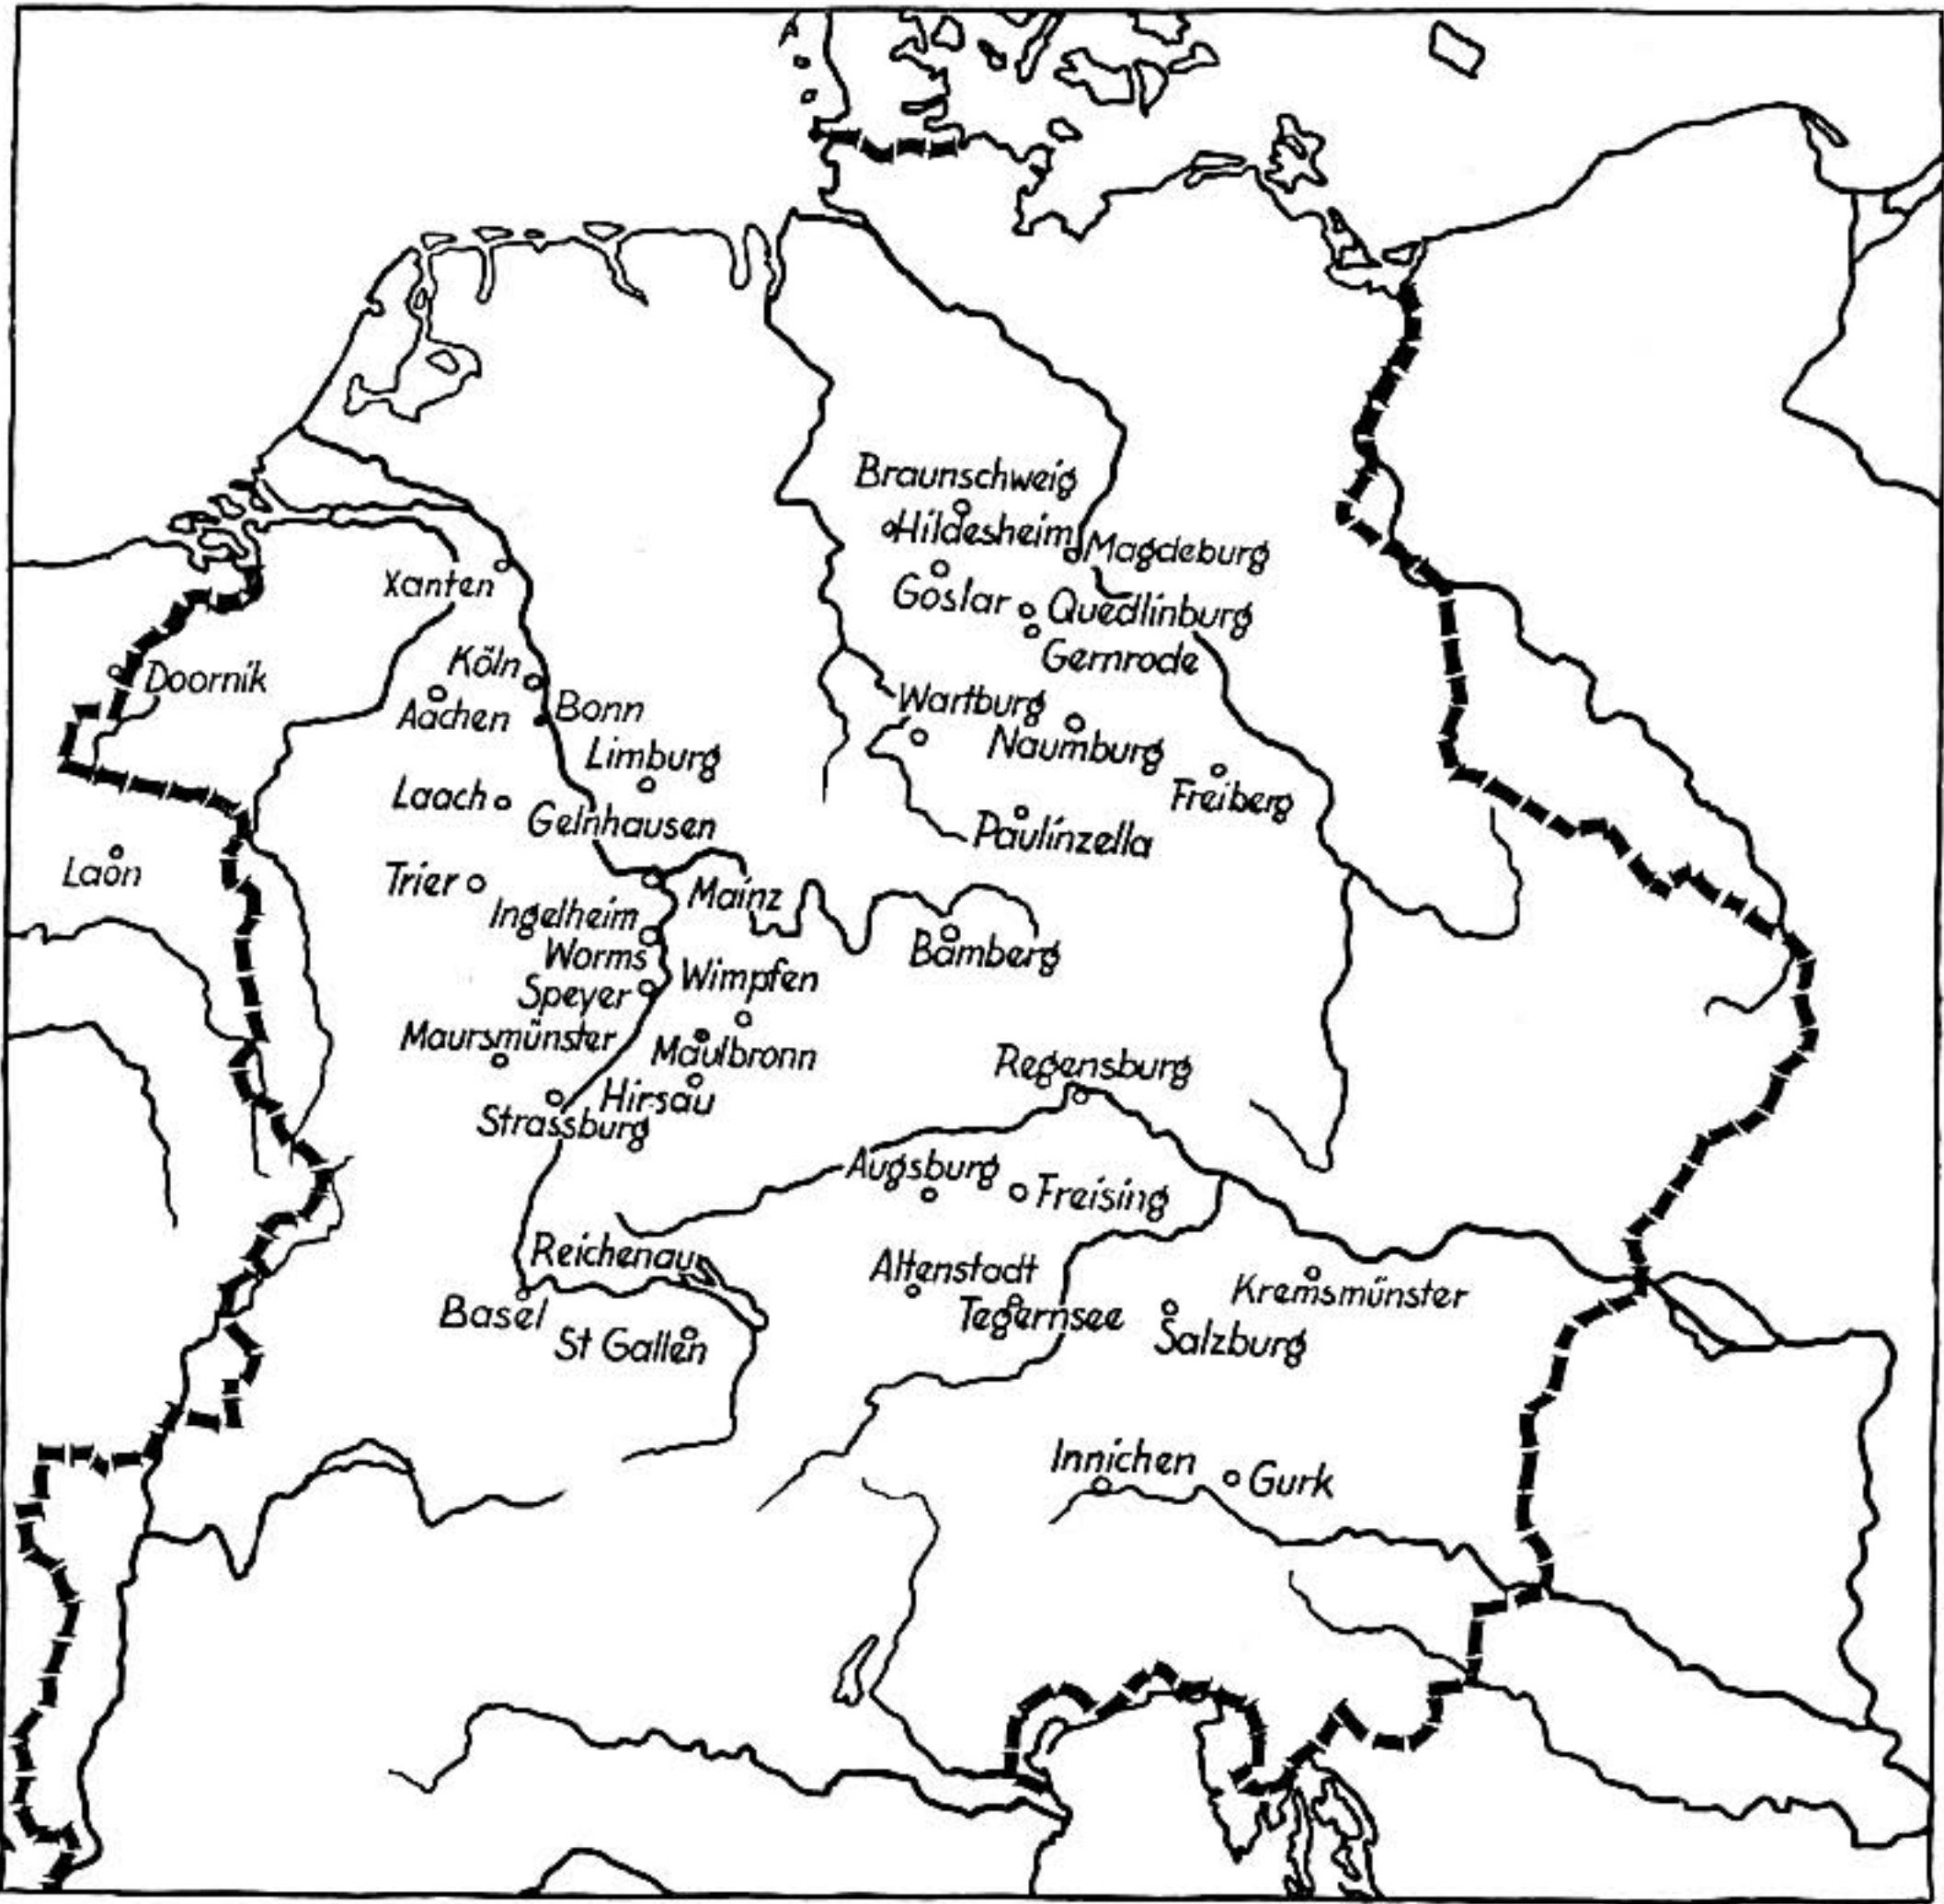 Braunschweig
Hildesheim
Magdeburg
Xanten
Goslar
Quedlinburg
Gernrode
Köln
Doornik
Aachen
Bonn
Wartburg
Naumburg
Limburg
Laach
Gelnhausen
Freiberg
Paulinzella
Laon
Trier
Mainz
Ingelheim
Worms
Bamberg
Speyer
Wimpfen
Maursmünster
Maulbronn
Regensburg
Hirsau
Strassburg
Augsburg
Freising
Reichenau
Altenstadt
Kremsmünster
Basel
Tegernsee
Salzburg
St Gallen
Innichen
Gurk